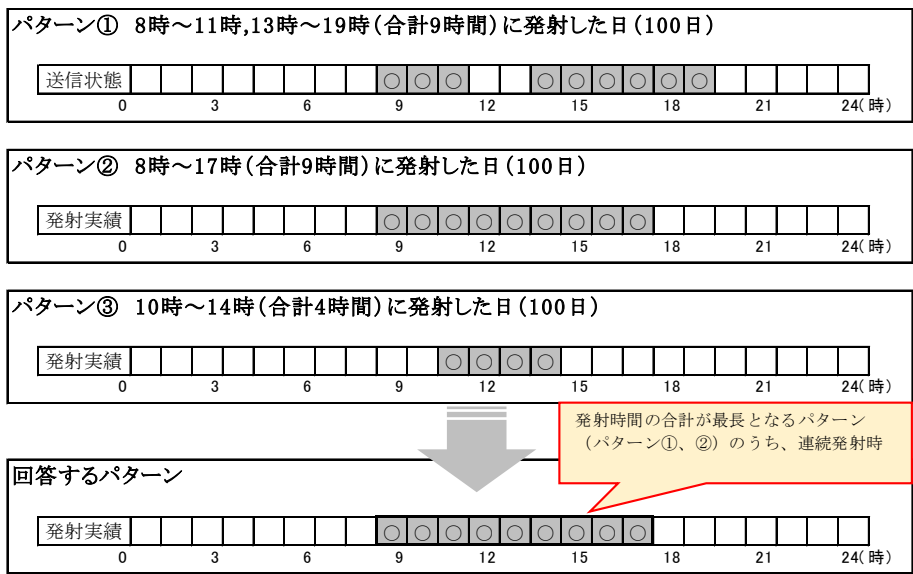 パターン① 8時～11時,13時～19時(合計9時間)に発射した日(100日)
送信状態 ○ ○ ○ ○ ○ ○ ○ ○ ○
0 3 6 9 12 15 18 21 24(時)
パターン② 8時～17時(合計9時間)に発射した日(100日)
発射実績 ○ ○ ○ ○ ○ ○ ○ ○ ○
0 3 6 9 12 15 18 21 24(時)
パターン③ 10時～14時(合計4時間)に発射した日(100日)
発射実績 ○ ○ ○ ○
0 3 6 9 12 15 18 21 24(時)
発射時間の合計が最長となるパターン
(パターン①、②)のうち、連続発射時
回答するパターン
発射実績 ○ ○ ○ ○ ○ ○ ○ ○ ○
0 3 6 9 12 15 18 21 24(時)